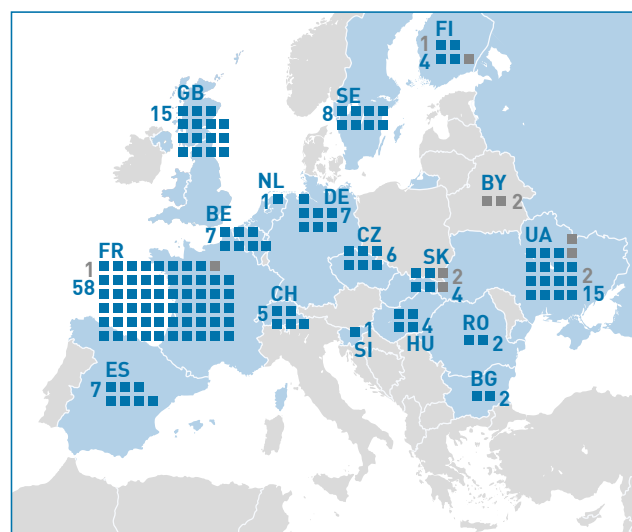 FI
1
4
GB
15
SE
8
NL
1
DE
7
BY
2
BE
7
CZ
6
UA
2
15
SK
2
4
FR
1
58
CH
5
SI
1
HU
4
RO
2
ES
7
BG
2